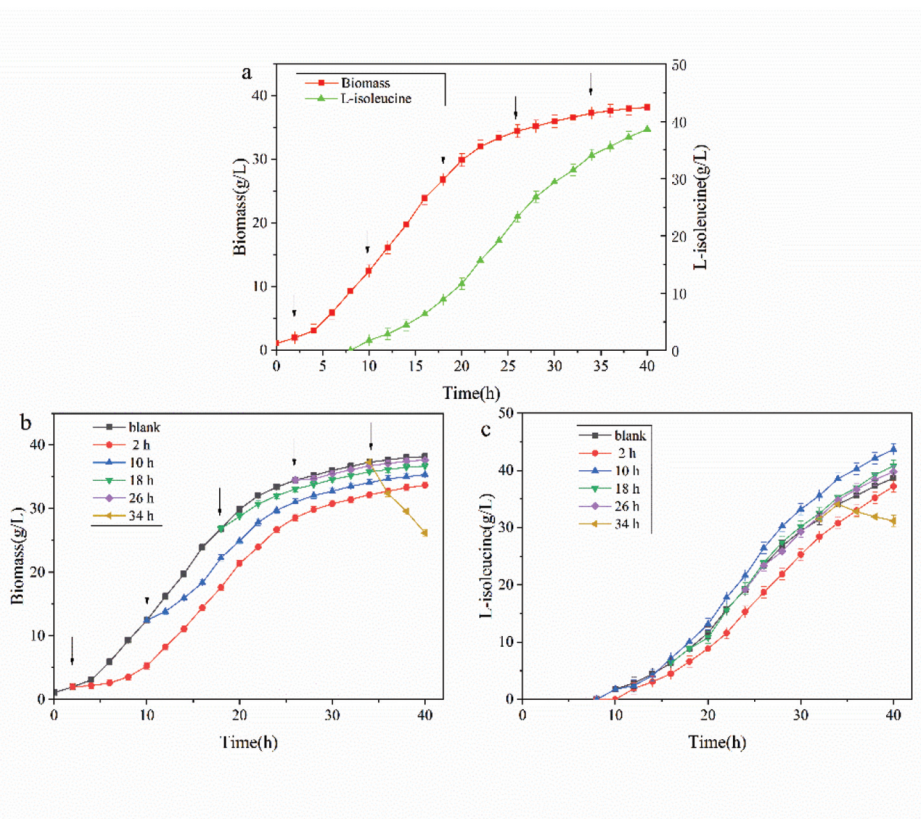 a
Biomass
L-isoleucine
0
10
20
30
40
Biomass(g/L)
0
10
20
30
40
50
L-isoleucine(g/L)
0 5 10 15 20 25 30 35 40
Time(h)
b
blank
2 h
10 h
18 h
26 h
34 h
0
10
20
30
40
Biomass(g/L)
0 10 20 30 40
Time(h)
c
blank
2 h
10 h
18 h
26 h
34 h
0
10
20
30
40
50
L-isoleucine(g/L)
0 10 20 30 40
Time(h)